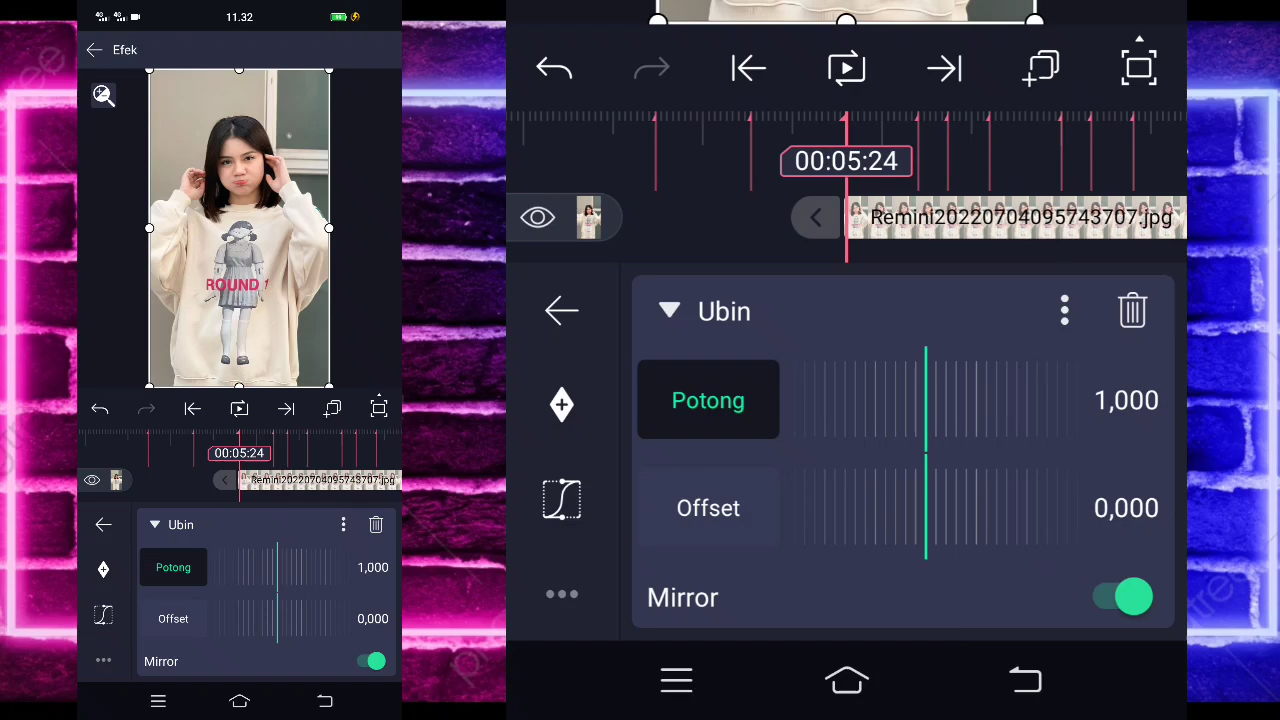 11.32
Efek
ROUND 1
00:05:24
Remini20220704095743707.jpg
Ubin
Potong
1,000
Offset
0,000
Mirror
00:05:24
Remini20220704095743707.jpg
Ubin
Potong
1,000
Offset
0,000
Mirror